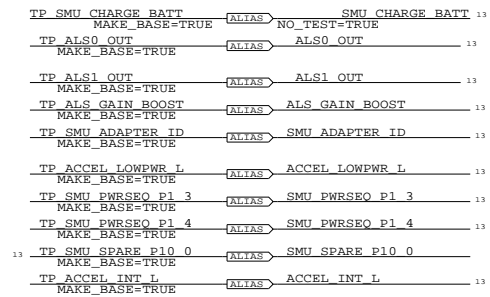 TP_SMU_CHARGE_BATT ALIAS SMU_CHARGE_BATT 13
MAKE_BASE=TRUE NO_TEST=TRUE
TP_ALS0_OUT ALIAS ALS0_OUT 13
MAKE_BASE=TRUE
TP_ALS1_OUT ALIAS ALS1_OUT 13
MAKE_BASE=TRUE
TP_ALS_GAIN_BOOST ALIAS ALS_GAIN_BOOST 13
MAKE_BASE=TRUE
TP_SMU_ADAPTER_ID ALIAS SMU_ADAPTER_ID 13
MAKE_BASE=TRUE
TP_ACCEL_LOWPWR_L ALIAS ACCEL_LOWPWR_L 13
MAKE_BASE=TRUE
TP_SMU_PWRSEQ_P1_3 ALIAS SMU_PWRSEQ_P1_3 13
MAKE_BASE=TRUE
TP_SMU_PWRSEQ_P1_4 ALIAS SMU_PWRSEQ_P1_4 13
MAKE_BASE=TRUE
13 TP_SMU_SPARE_P10_0 ALIAS SMU_SPARE_P10_0
MAKE_BASE=TRUE
TP_ACCEL_INT_L ALIAS ACCEL_INT_L 13
MAKE_BASE=TRUE